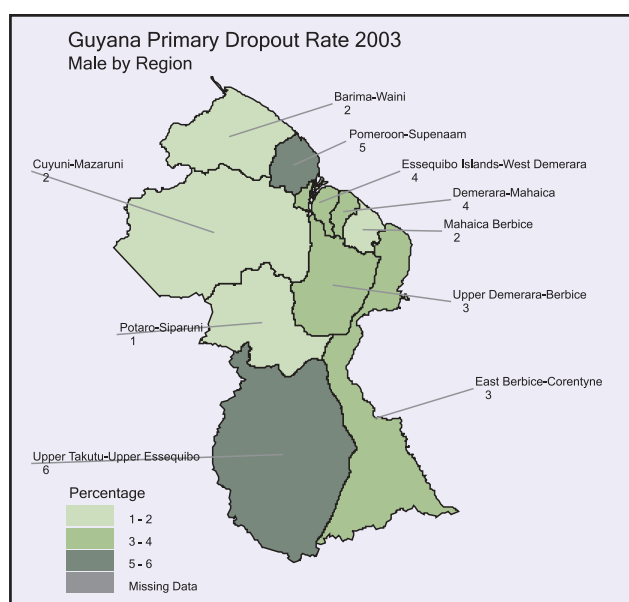 Guyana Primary Dropout Rate 2003
Male by Region
Barima-Waini
2
Pomeroon-Supenaam
5
Cuyuni-Mazaruni
2
Essequibo Islands-West Demerara
4
Demerara-Mahaica
4
Mahaica Berbice
2
Upper Demerara-Berbice
3
Potaro-Siparuni
1
East Berbice-Corentyne
3
Upper Takutu-Upper Essequibo
6
Percentage
1 - 2
3 - 4
5 - 6
Missing Data